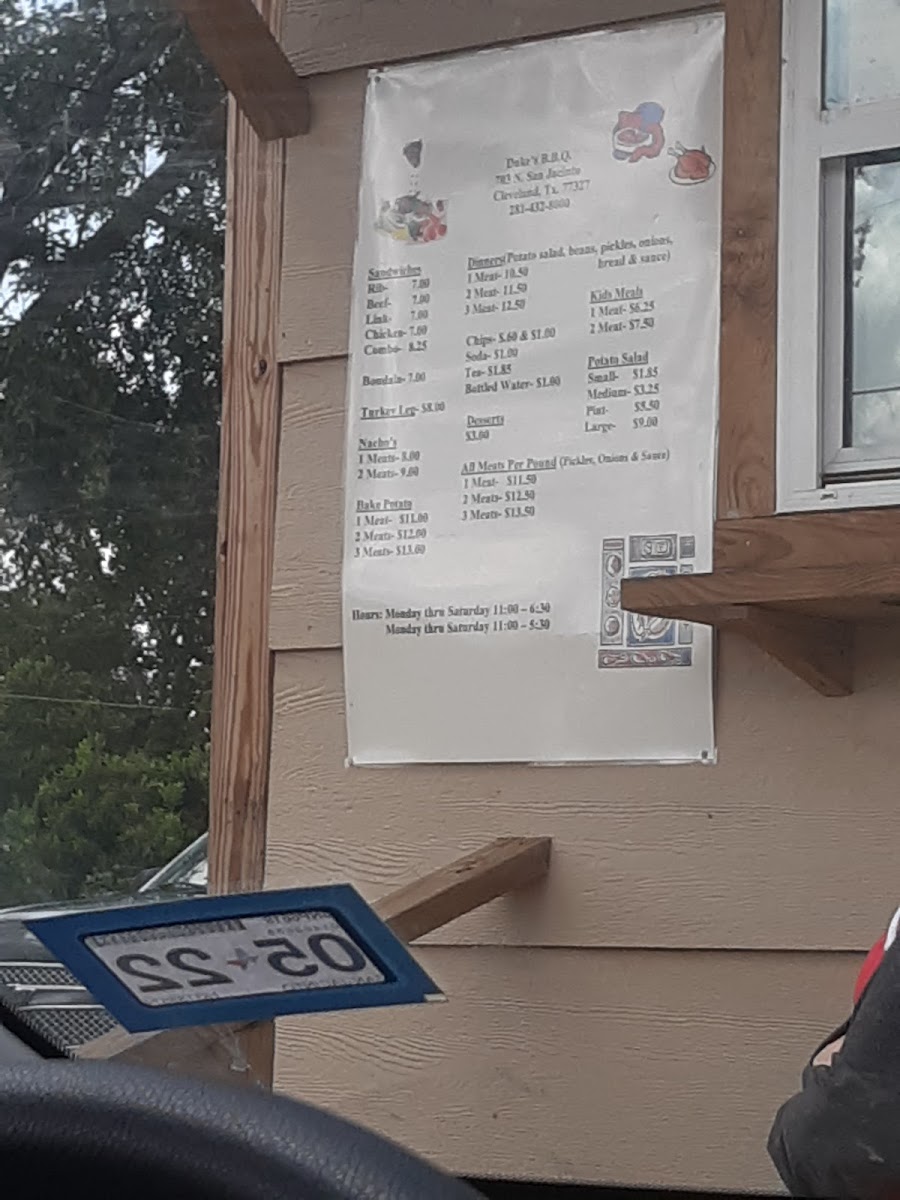 Duke's B.B.Q.
703 N. San Jacinto
Cleveland, Tx. 77327
281-432-8000
Sandwiches
Rib- 7.00
Beef- 7.00
Link- 7.00
Chicken- 7.00
Combo- 8.25
Boudain- 7.00
Turkey Leg- $8.00
Nacho's
1 Meats- 8.00
2 Meats- 9.00
Bake Potato
1 Meat- $11.00
2 Meats- $12.00
3 Meats- $13.00
Dinners(Potato salad, beans, pickles, onions,
bread & sauce)
1 Meat- 10.50
2 Meat- 11.50
3 Meat- 12.50
Chips- $.60 & $1.00
Soda- $1.00
Tea- $1.85
Bottled Water- $1.00
Desserts
$3.00
Kids Meals
1 Meat- $6.25
2 Meat- $7.50
Potato Salad
Small- $1.85
Medium- $3.25
Pint- $5.50
Large- $9.00
All Meats Per Pound (Pickles, Onions & Sauce)
1 Meat- $11.50
2 Meats- $12.50
3 Meats- $13.50
Hours: Monday thru Saturday 11:00 – 6:30
Monday thru Saturday 11:00 – 5:30
05 22